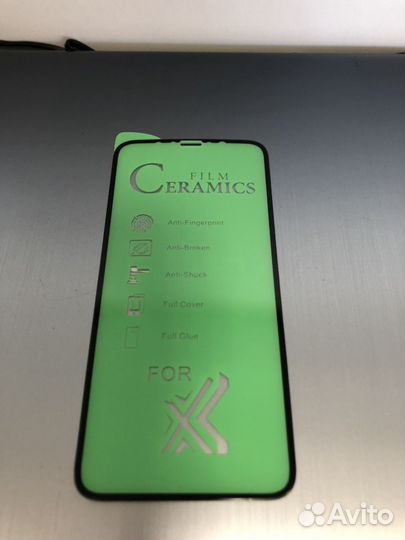 FILM
CERAMICS
Anti-Fingerprint
Anti-Broken
Anti-Shock
Full Cover
Full Glue
FOR
X
Avito